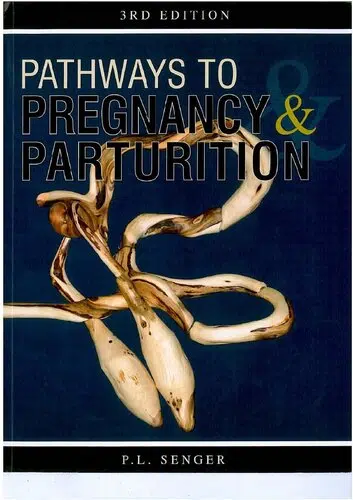 3RD EDITION
PATHWAYS TO
PREGNANCY &
PARTURITION
P.L. SENGER